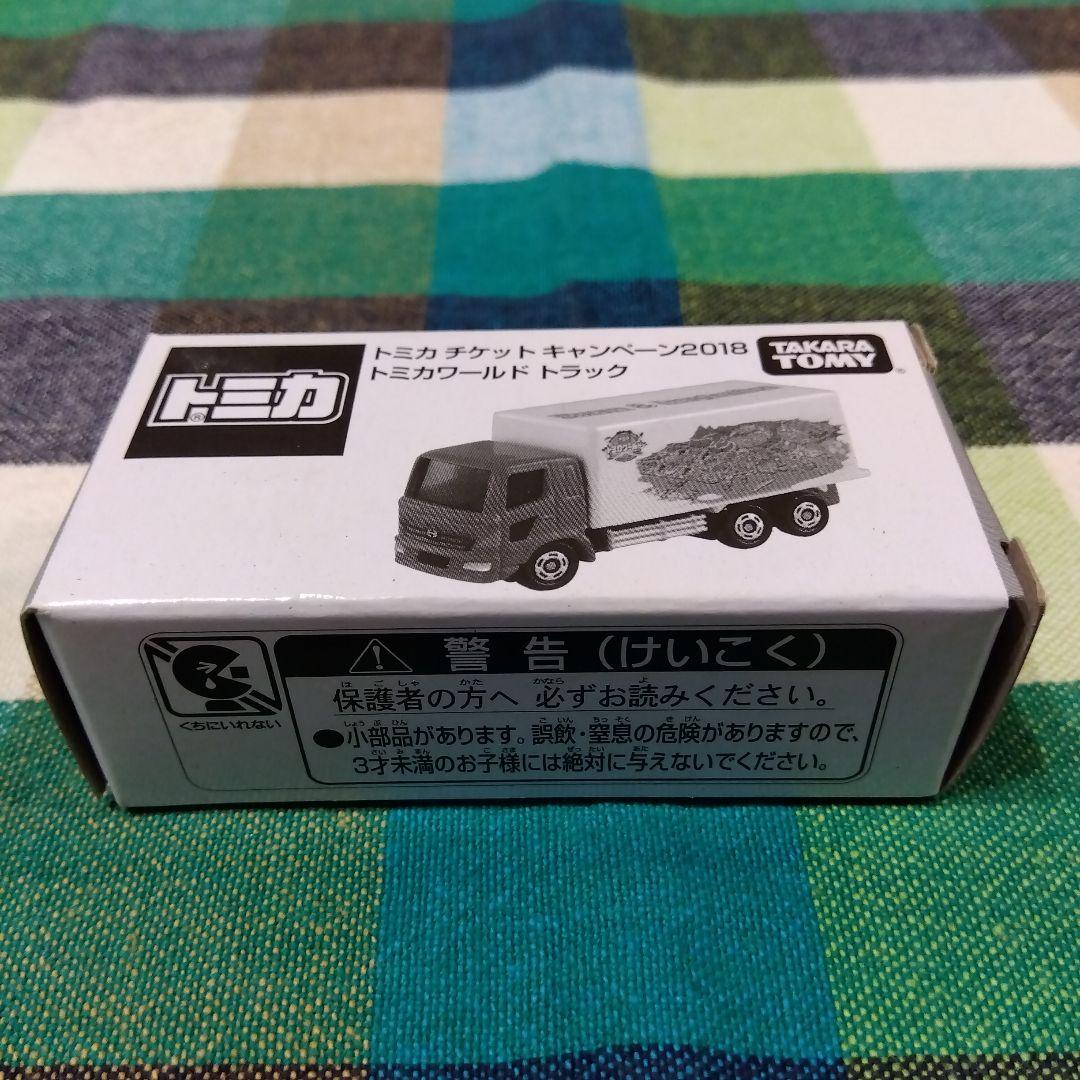 トミカ®
トミカ チケット キャンペーン2018
トミカワールド トラック
TAKARA
TOMY®
くちにいれない
警告（けいこく）
保護者の方へ 必ずお読みください。
●小部品があります。誤飲・窒息の危険がありますので、
3才未満のお子様には絶対に与えないでください。